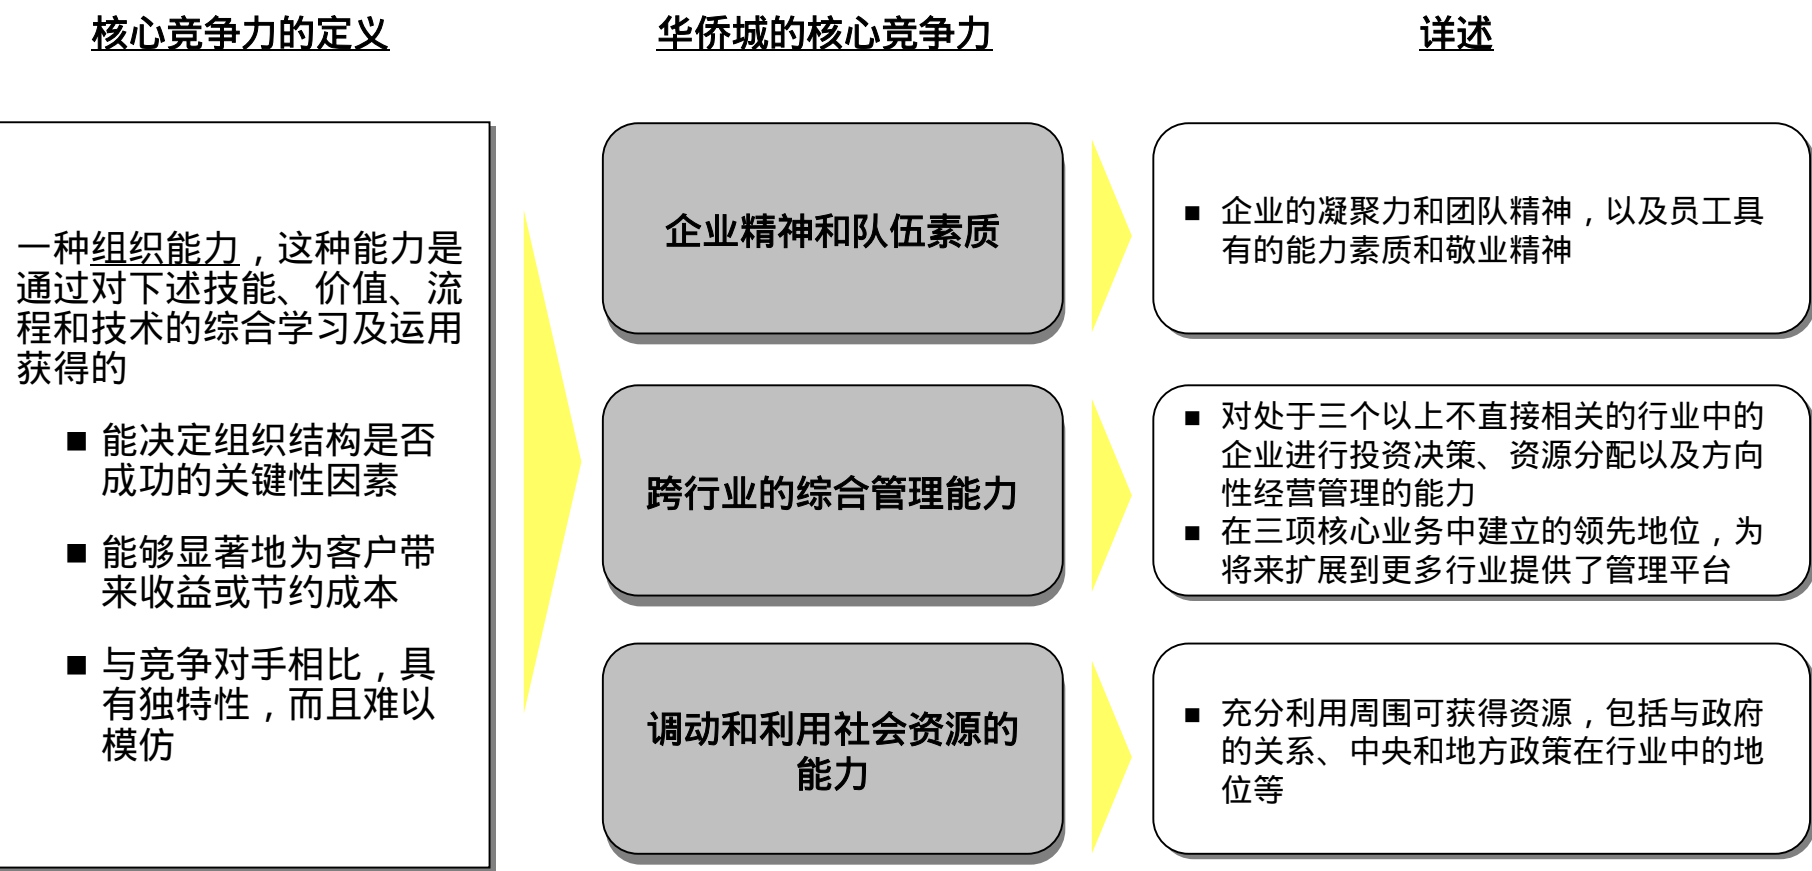 核心竞争力的定义
华侨城的核心竞争力
详述
一种组织能力，这种能力是
通过对下述技能、价值、流
程和技术的综合学习及运用
获得的
■ 能决定组织结构是否
成功的关键性因素
■ 能够显著地为客户带
来收益或节约成本
■ 与竞争对手相比，具
有独特性，而且难以
模仿
企业精神和队伍素质
■ 企业的凝聚力和团队精神，以及员工具
有的能力素质和敬业精神
跨行业的综合管理能力
■ 对处于三个以上不直接相关的行业中的
企业进行投资决策、资源分配以及方向
性经营管理的能力
■ 在三项核心业务中建立的领先地位，为
将来扩展到更多行业提供了管理平台
调动和利用社会资源的
能力
■ 充分利用周围可获得资源，包括与政府
的关系、中央和地方政策在行业中的地
位等